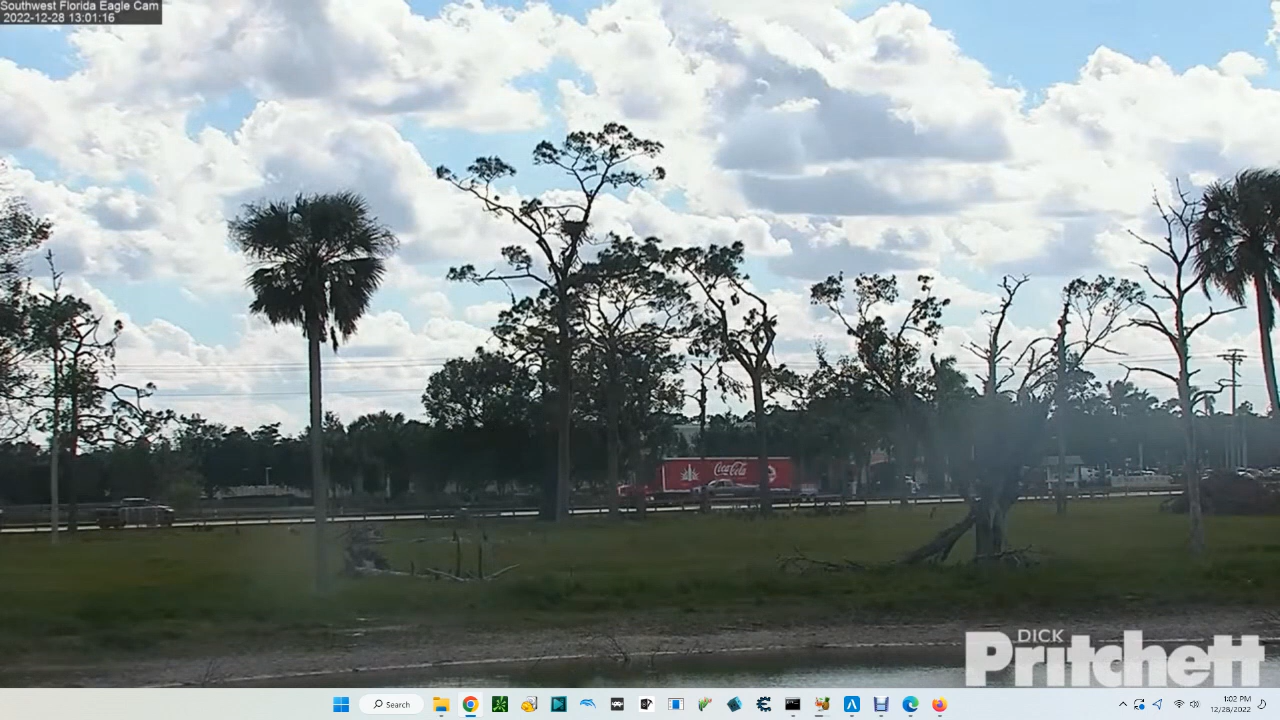 Southwest Florida Eagle Cam
2022-12-28 13:01:16
Coca-Cola
DICK
Pritchett
Search
1:02 PM
12/28/2022